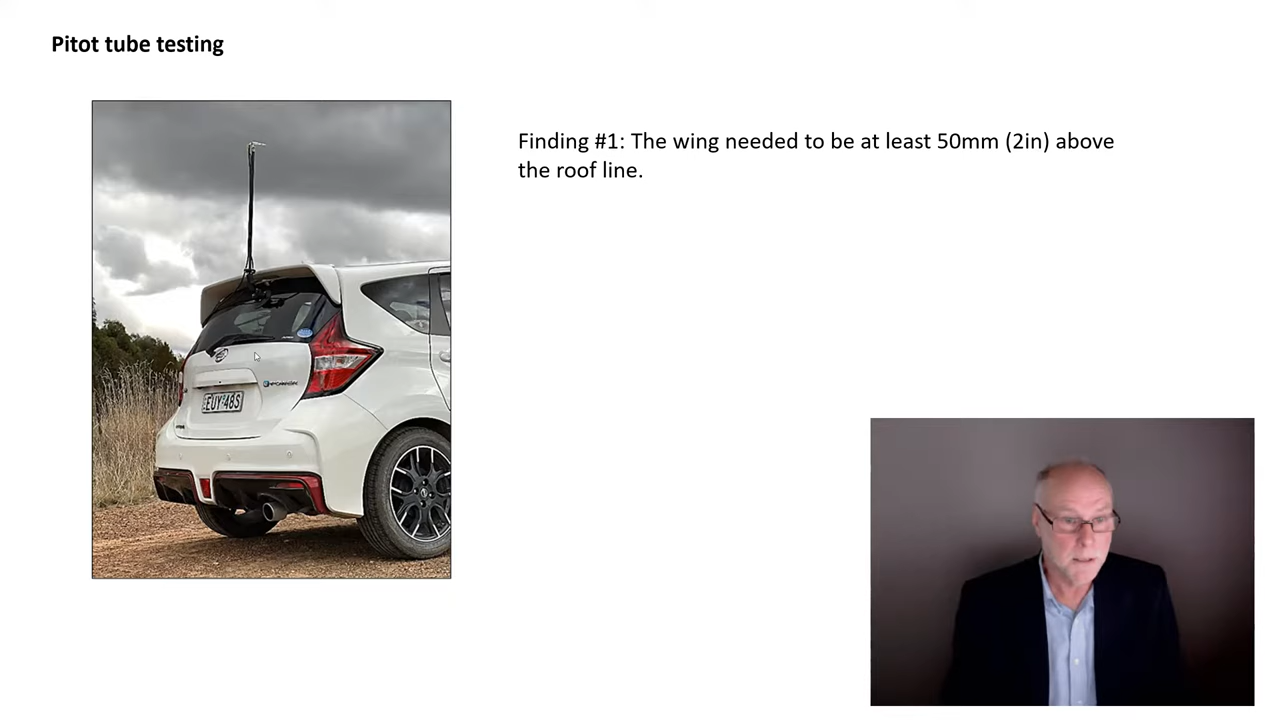 Pitot tube testing
Finding #1: The wing needed to be at least 50mm (2in) above
the roof line.
EUY 48S